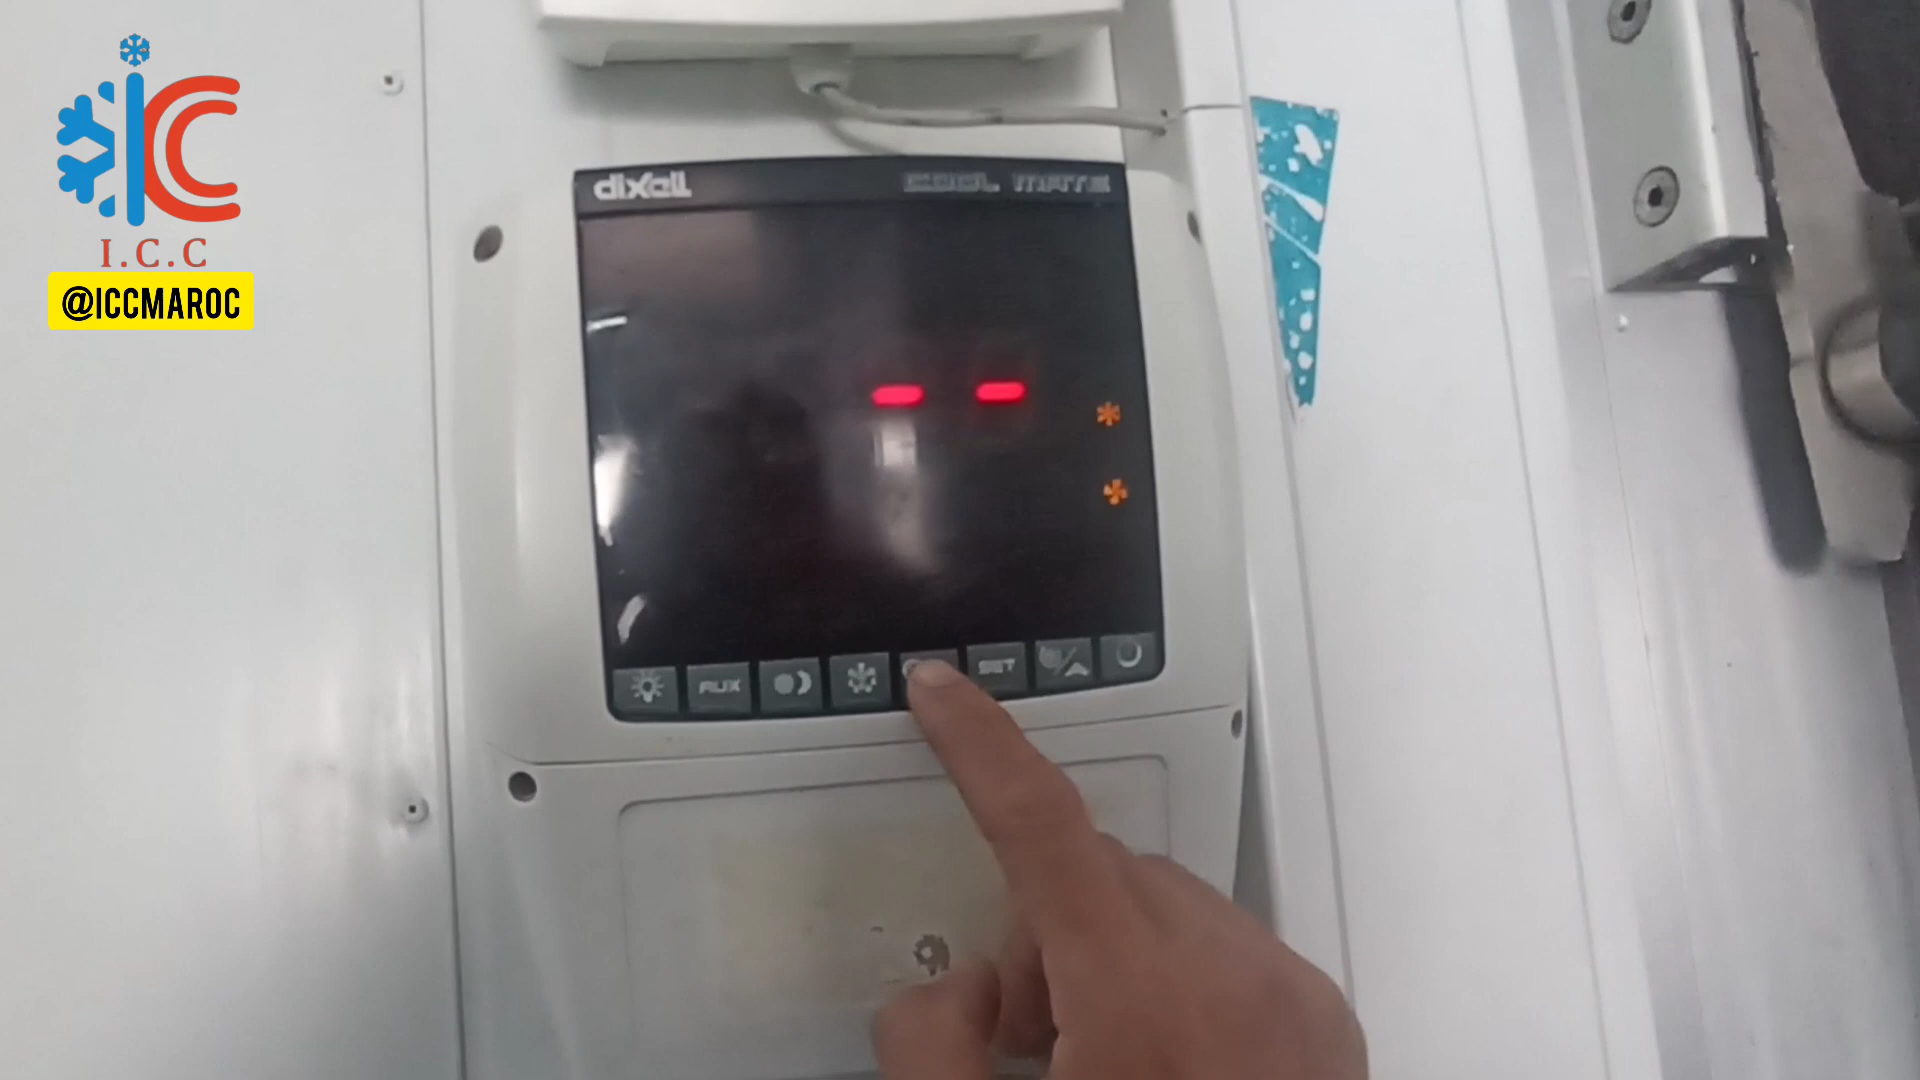 I.C.C
@ICCMAROC
dixell
COOL MATE
AUX
SET